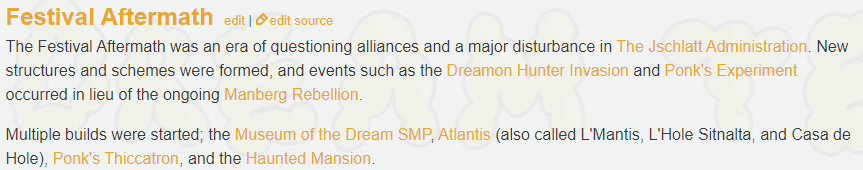 Festival Aftermath edit | edit source
The Festival Aftermath was an era of questioning alliances and a major disturbance in The Jschlatt Administration. New
structures and schemes were formed, and events such as the Dreamon Hunter Invasion and Ponk's Experiment
occurred in lieu of the ongoing Manberg Rebellion.
Multiple builds were started; the Museum of the Dream SMP, Atlantis (also called L'Mantis, L'Hole Sitnalta, and Casa de
Hole), Ponk's Thiccatron, and the Haunted Mansion.